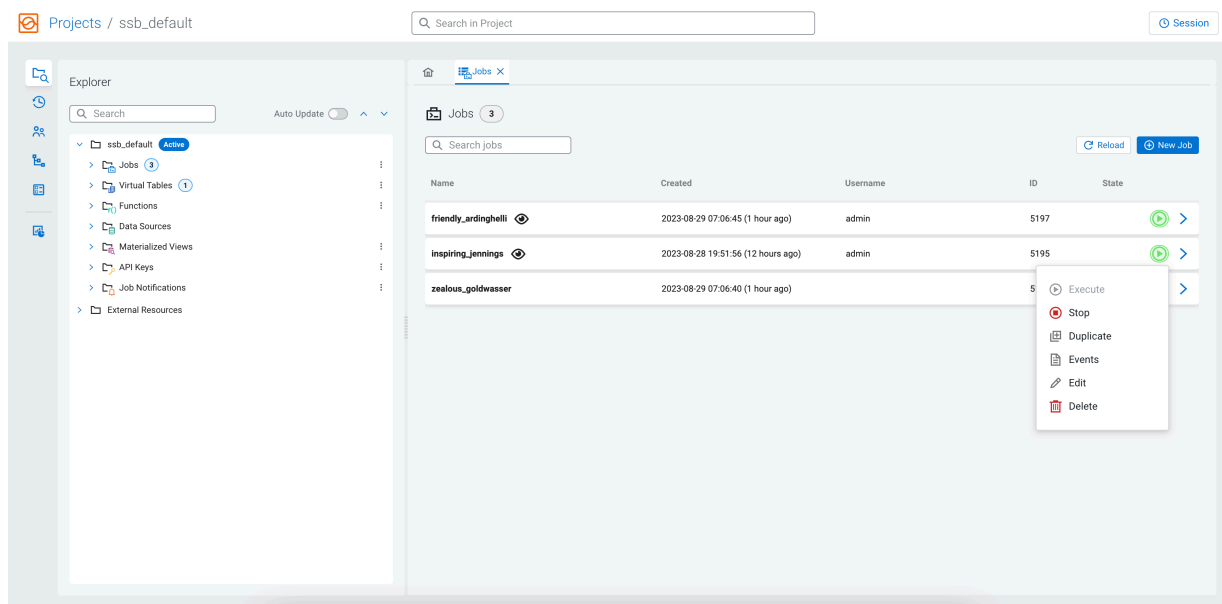 Projects / ssb_default
Search in Project
Session
Explorer
Search
Auto Update
ssb_default Active
Jobs 3
Virtual Tables 1
Functions
Data Sources
Materialized Views
API Keys
Job Notifications
External Resources
Jobs
Jobs 3
Search jobs
Reload
New Job
Name Created Username ID State
friendly_ardinghelli 2023-08-29 07:06:45 (1 hour ago) admin 5197
inspiring_jennings 2023-08-28 19:51:56 (12 hours ago) admin 5195
zealous_goldwasser 2023-08-29 07:06:40 (1 hour ago)
Execute
Stop
Duplicate
Events
Edit
Delete